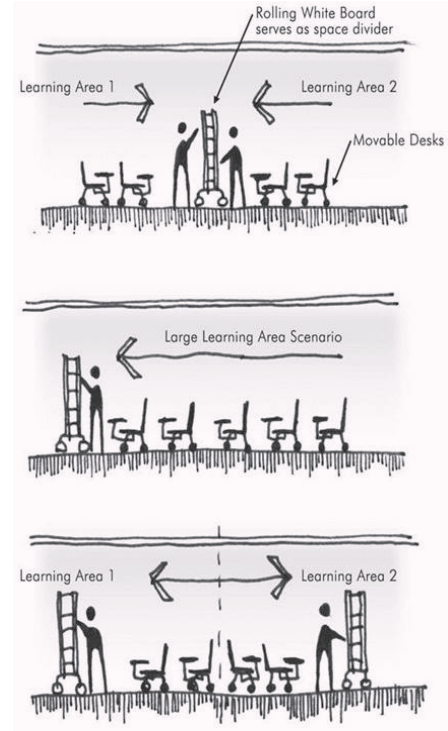 Rolling White Board
serves as space divider
Learning Area 1
Learning Area 2
Movable Desks
Large Learning Area Scenario
Learning Area 1
Learning Area 2